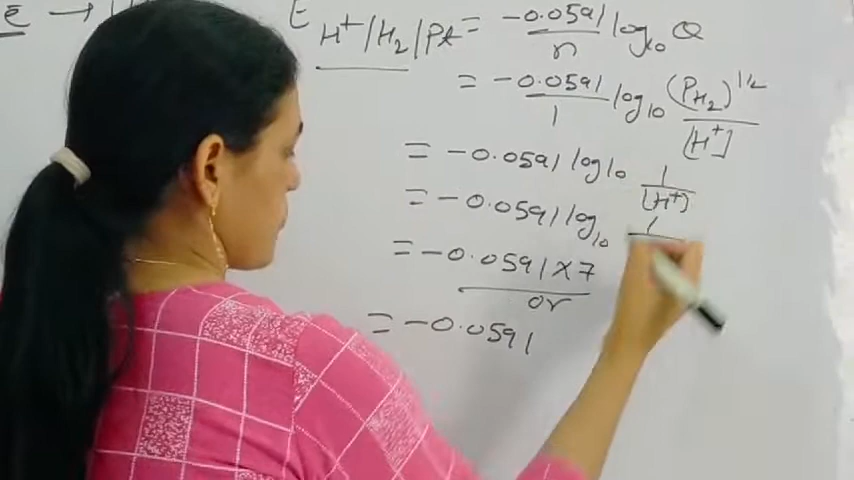 e →
E H+/H2/Pt = -0.0591/n log10 Q
= -0.0591/1 log10 (PH2)^1/2/[H+]
= -0.0591 log10 1/[H+]
= -0.0591 log10 1/
= -0.0591 × 7
or
= -0.0591